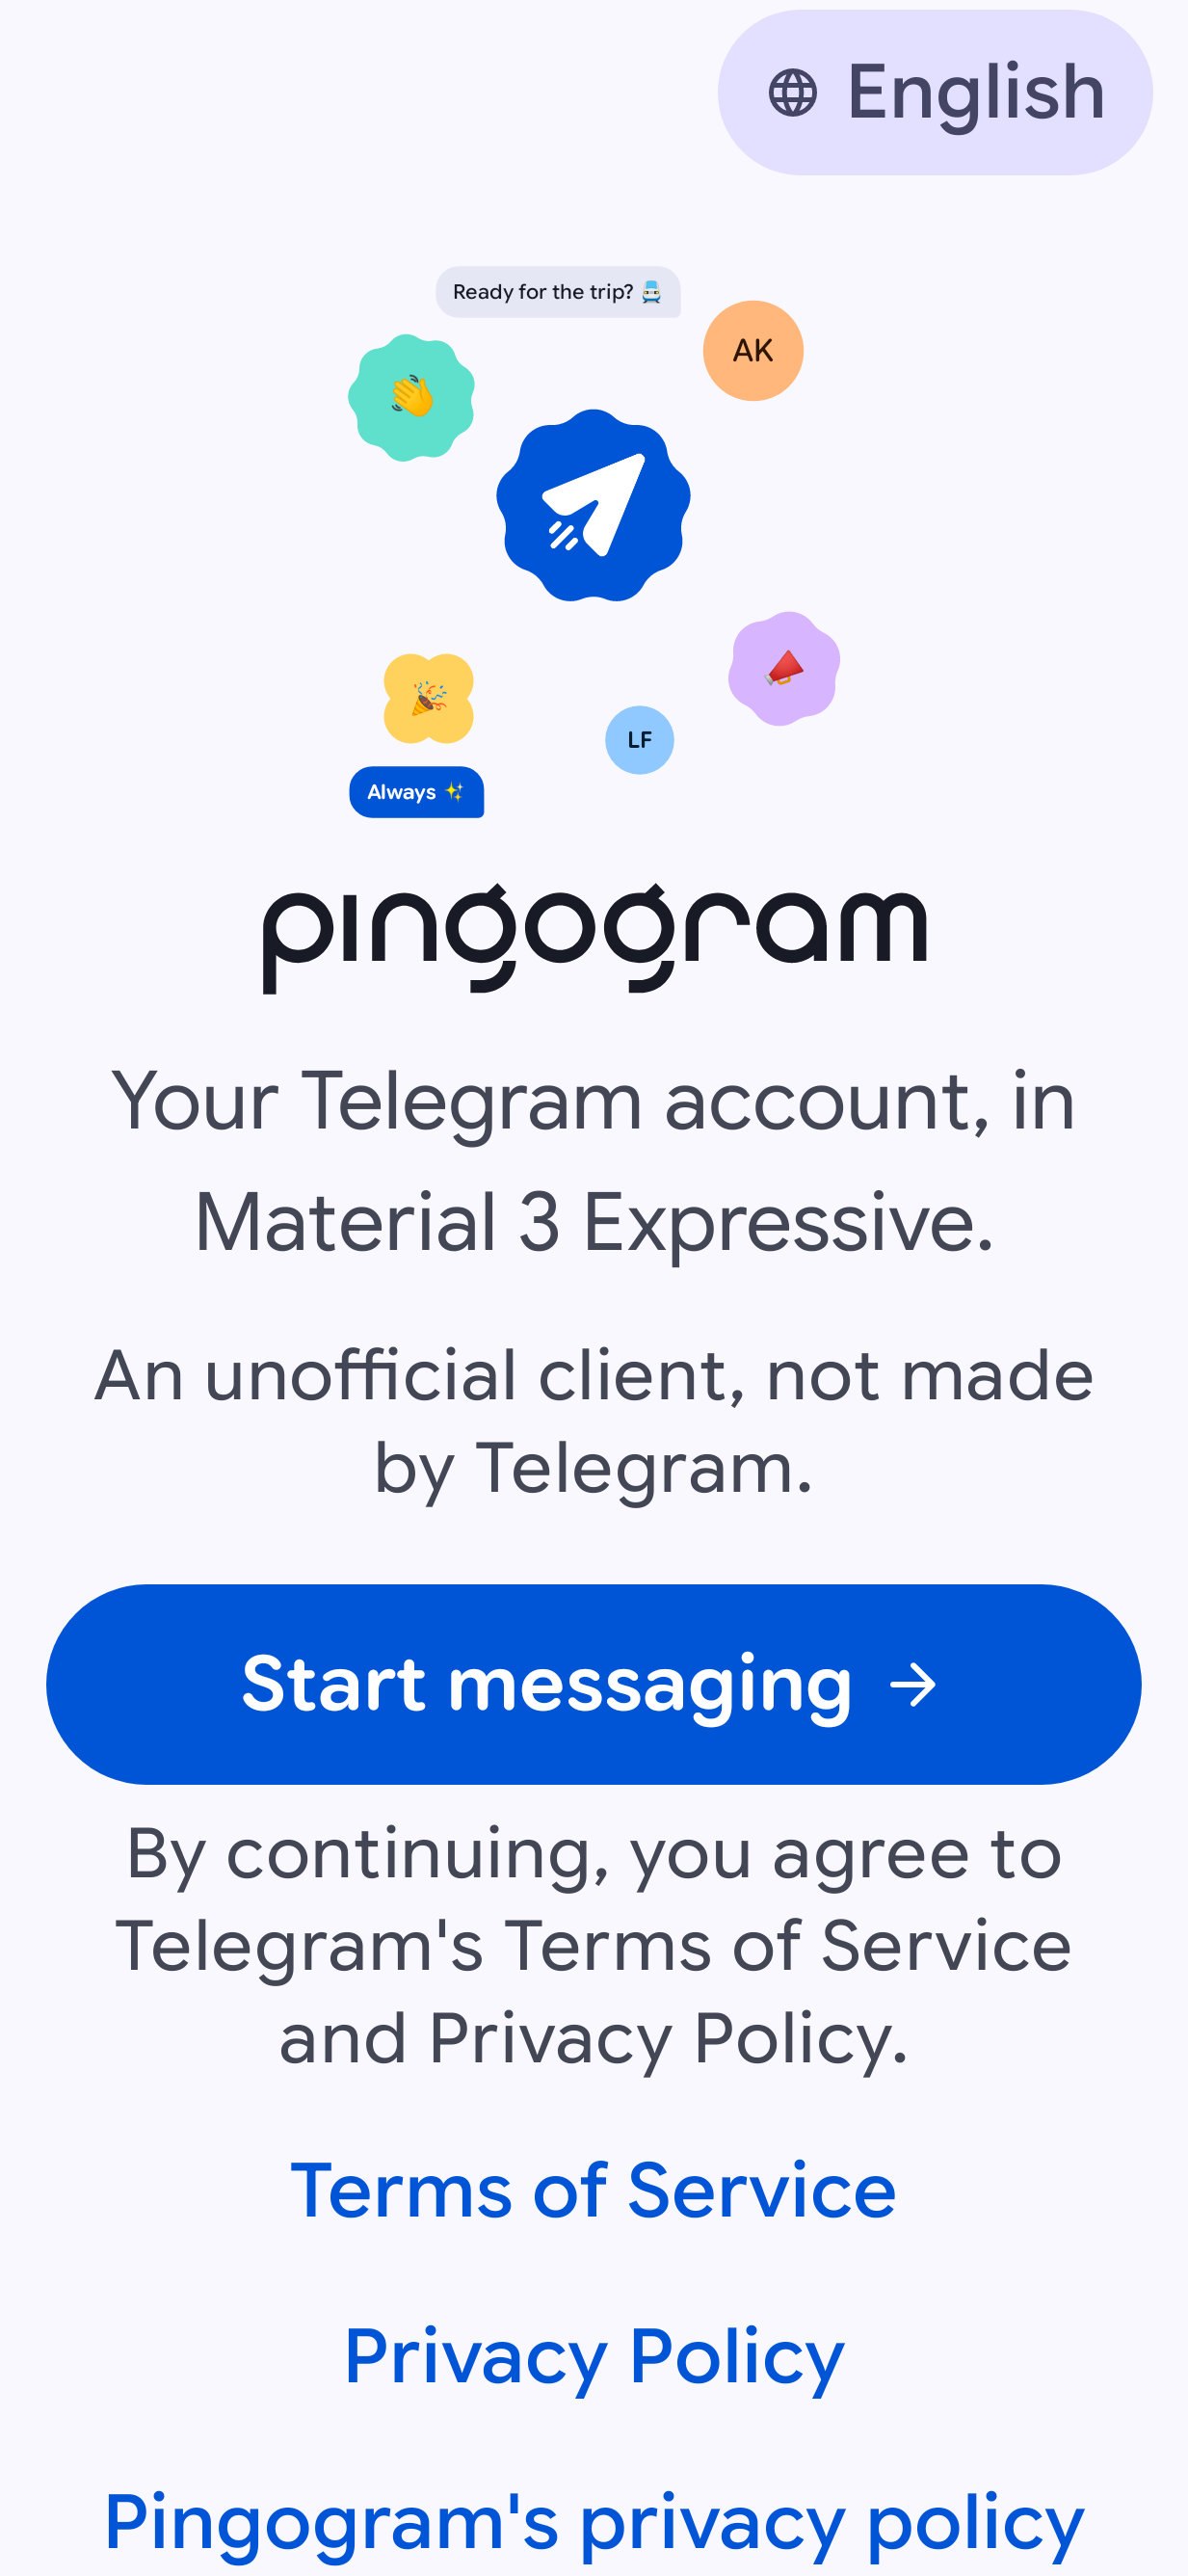 English
Ready for the trip? 🚊
AK
👋
📣
🎉
LF
Always ✨
pingogram
Your Telegram account, in
Material 3 Expressive.
An unofficial client, not made
by Telegram.
Start messaging →
By continuing, you agree to
Telegram's Terms of Service
and Privacy Policy.
Terms of Service
Privacy Policy
Pingogram's privacy policy